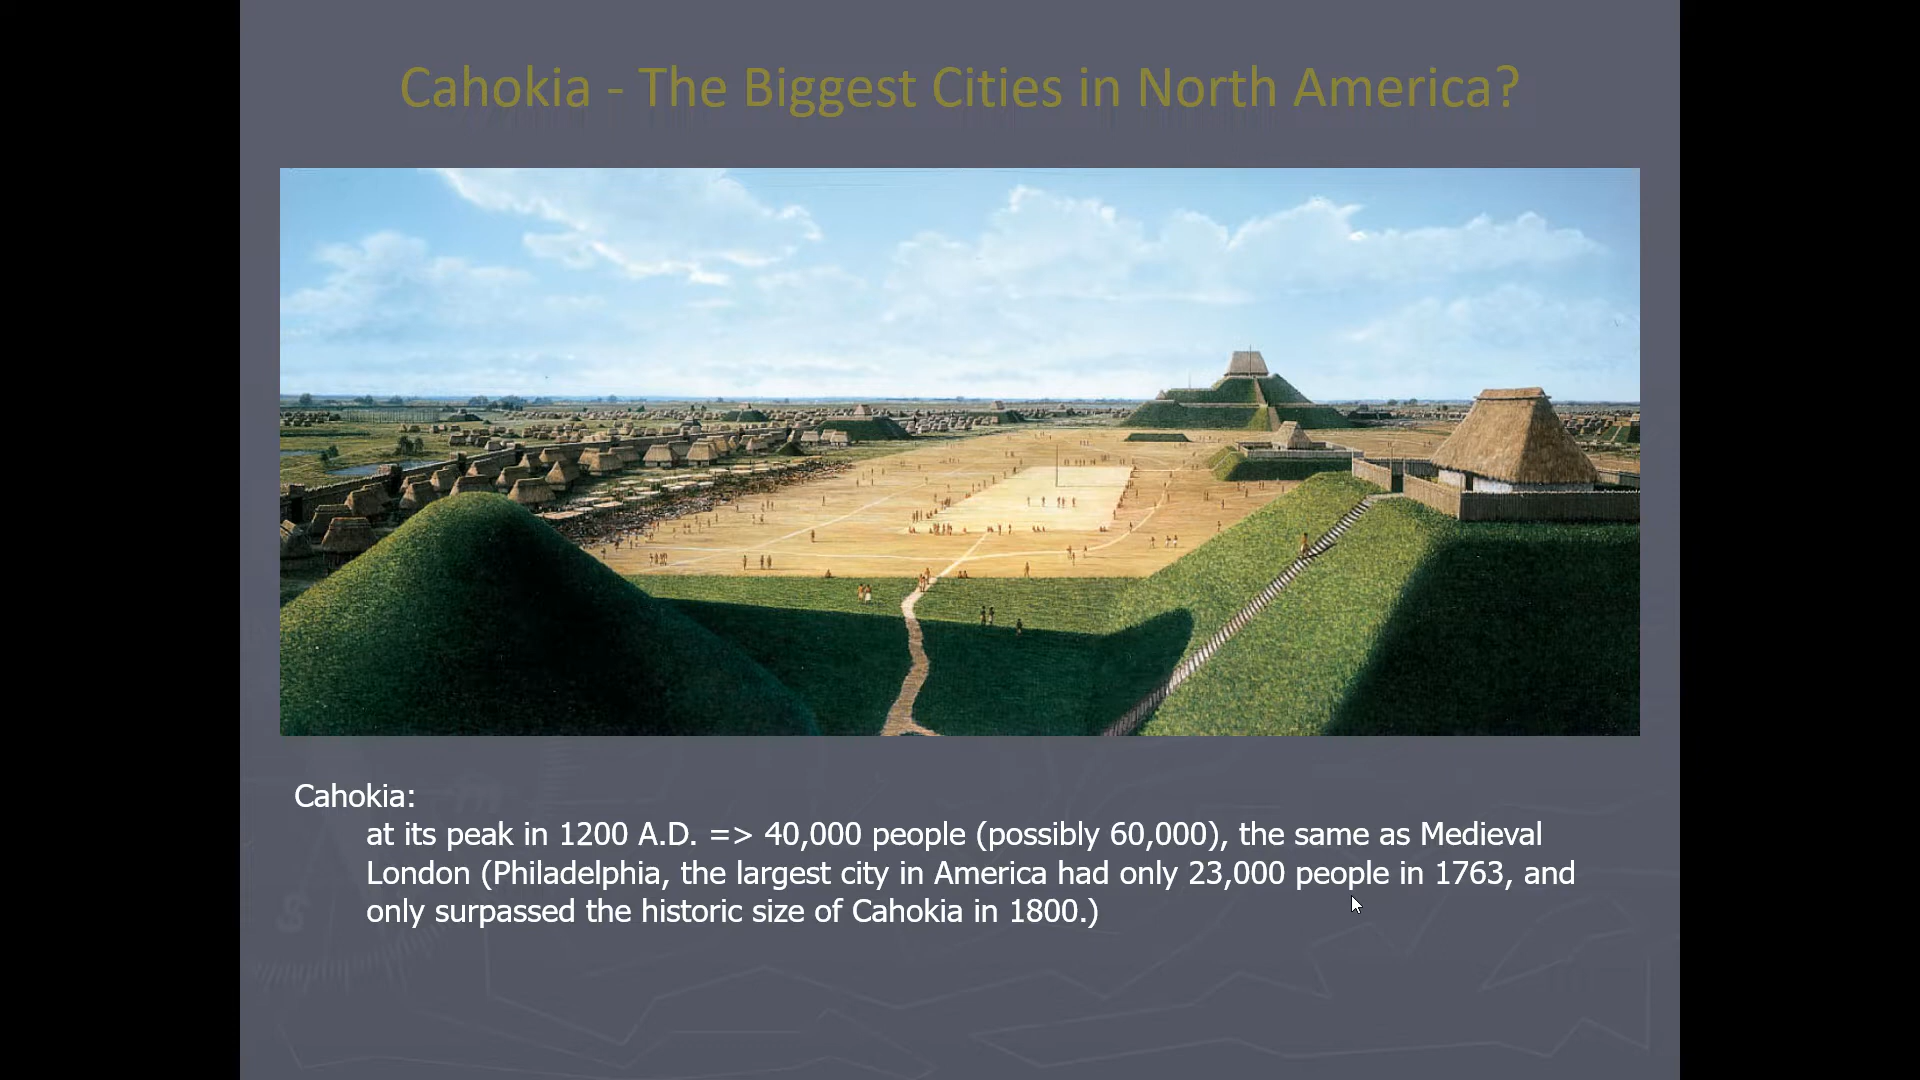 Cahokia - The Biggest Cities in North America?
Cahokia:
at its peak in 1200 A.D. => 40,000 people (possibly 60,000), the same as Medieval
London (Philadelphia, the largest city in America had only 23,000 people in 1763, and
only surpassed the historic size of Cahokia in 1800.)